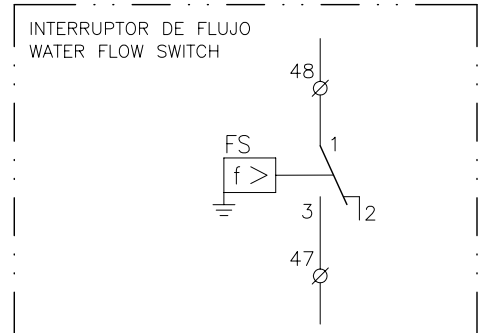 INTERRUPTOR DE FLUJO
WATER FLOW SWITCH
48
1
FS
f >
3
2
47